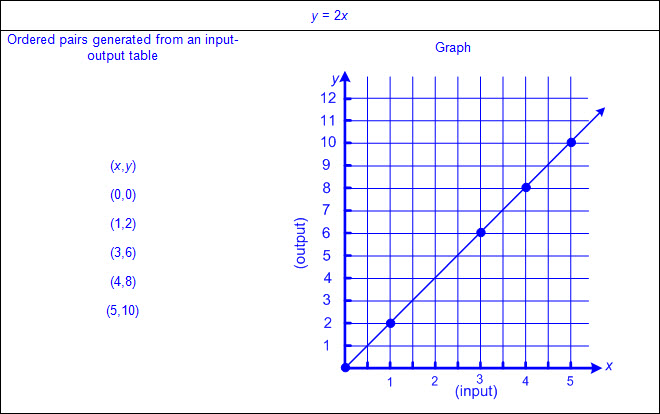 y = 2x
Ordered pairs generated from an input-
output table
Graph
(x,y)
(0,0)
(1,2)
(3,6)
(4,8)
(5,10)
y
12
11
10
9
8
7
6
5
4
3
2
1
(output)
1 2 3 4 5
x
(input)